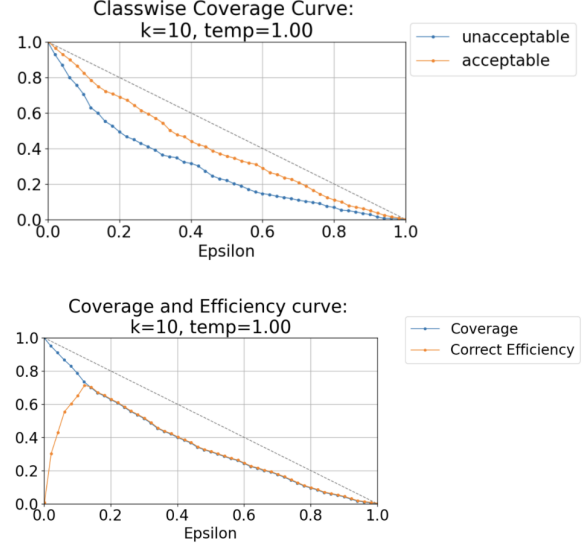 Classwise Coverage Curve:
k=10, temp=1.00
unacceptable
acceptable
1.0
0.8
0.6
0.4
0.2
0.0
0.0 0.2 0.4 0.6 0.8 1.0
Epsilon
Coverage and Efficiency curve:
k=10, temp=1.00
Coverage
Correct Efficiency
1.0
0.8
0.6
0.4
0.2
0.0
0.0 0.2 0.4 0.6 0.8 1.0
Epsilon